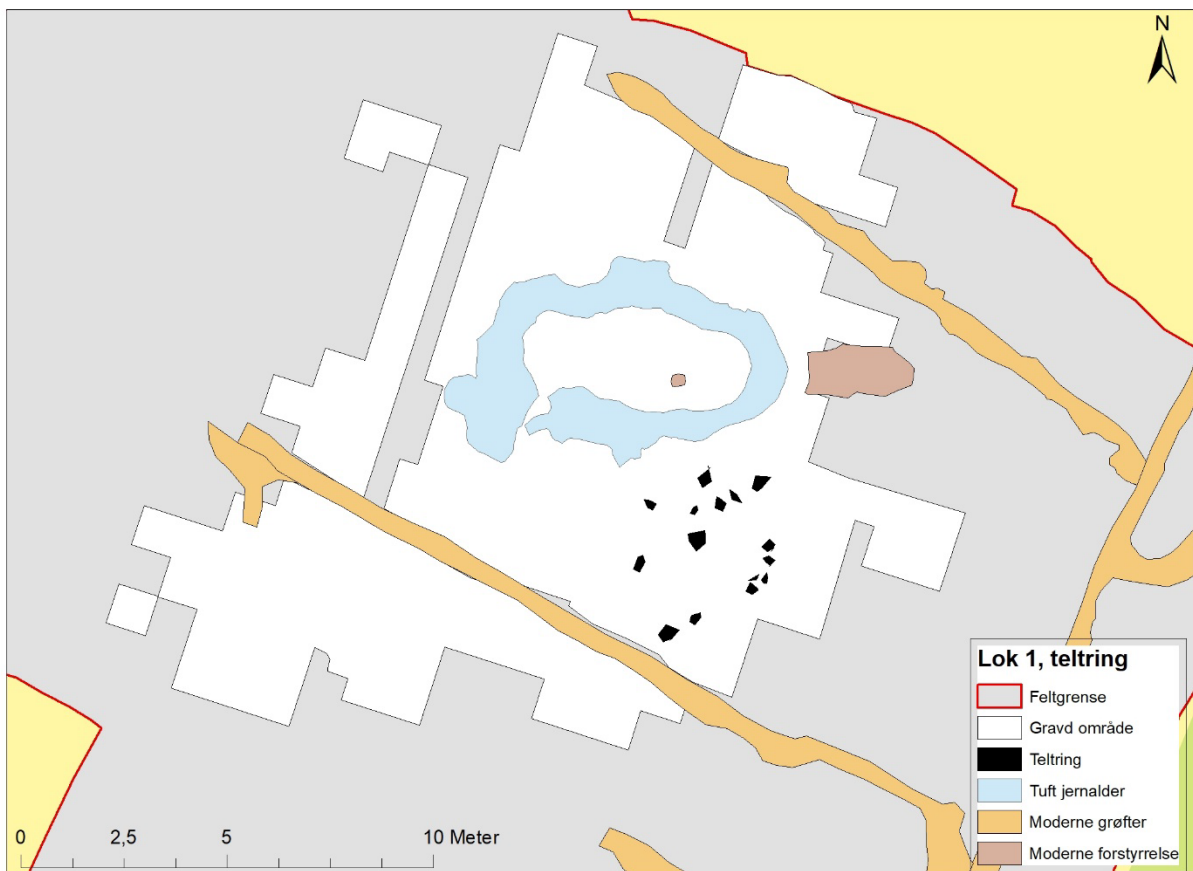 N
Lok 1, teltring
Feltgrense
Gravd område
Teltring
Tuft jernalder
Moderne grøfter
Moderne forstyrrelse
0 2,5 5 10 Meter